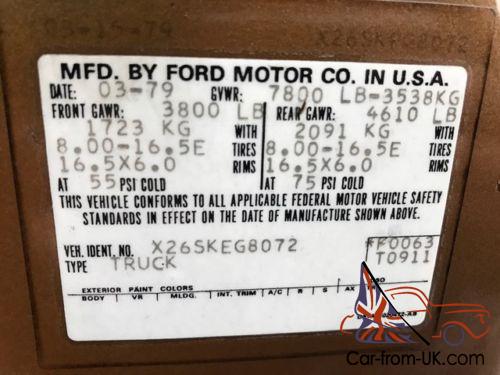 MFD. BY FORD MOTOR CO. IN U.S.A.
DATE: 03-79 GVWR: 7800 LB-3538KG
FRONT GAWR: 3800 LB REAR GAWR: 4610 LB
1723 KG WITH 2091 KG WITH
8.00-16.5E TIRES 8.00-16.5E TIRES
16.5X6.0 RIMS 16.5X6.0 RIMS
AT 55 PSI COLD AT 75 PSI COLD
THIS VEHICLE CONFORMS TO ALL APPLICABLE FEDERAL MOTOR VEHICLE SAFETY
STANDARDS IN EFFECT ON THE DATE OF MANUFACTURE SHOWN ABOVE.
VEH. IDENT. NO. X26SKEG8072 *F0063
TYPE TRUCK T0911
EXTERIOR PAINT COLORS
BODY VR MLDG. INT. TRIM A/C R S AX
Car-from-UK.com